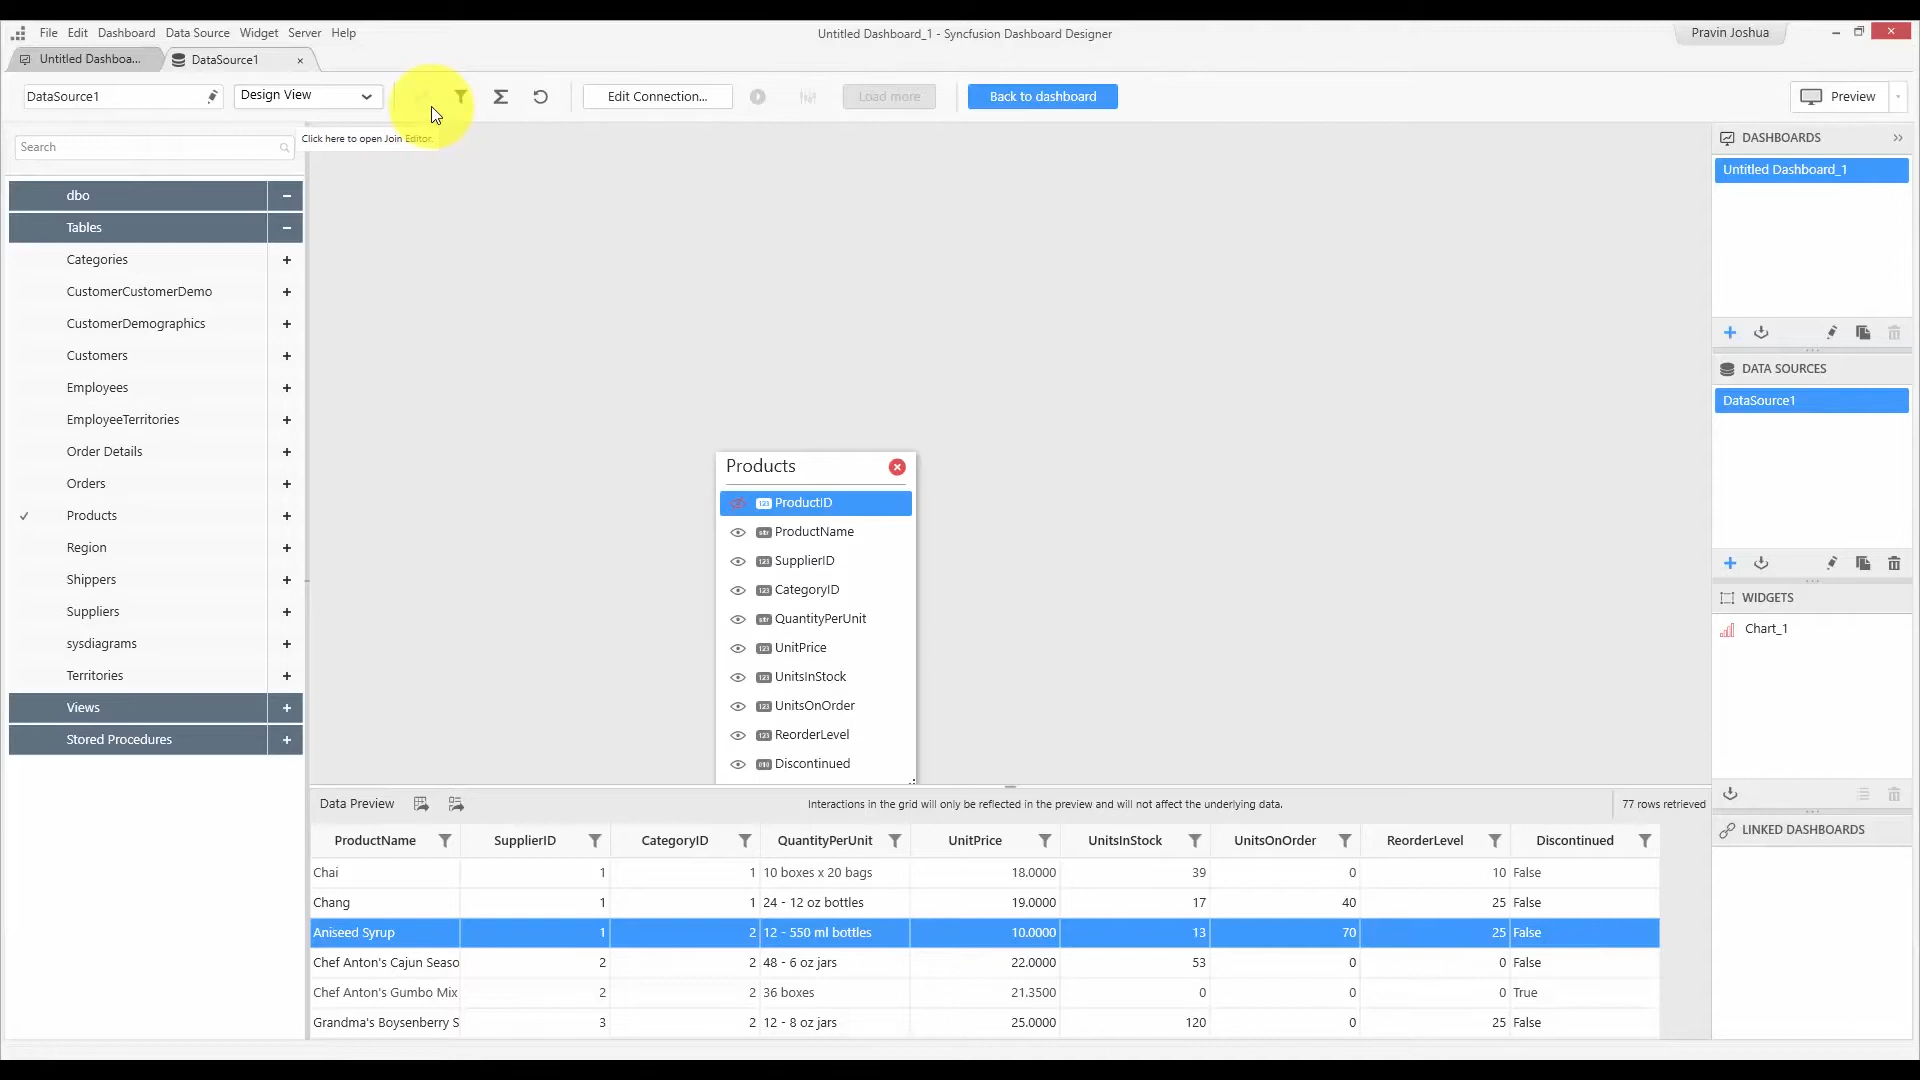 File Edit Dashboard Data Source Widget Server Help
Untitled Dashboard_1 - Syncfusion Dashboard Designer
Pravin Joshua
Untitled Dashboa...
DataSource1
DataSource1
Design View
Edit Connection...
Load more
Back to dashboard
Preview
Click here to open Join Editor.
Search
dbo
Tables
Categories
CustomerCustomerDemo
CustomerDemographics
Customers
Employees
EmployeeTerritories
Order Details
Orders
Products
Region
Shippers
Suppliers
sysdiagrams
Territories
Views
Stored Procedures
Products
123 ProductID
str ProductName
123 SupplierID
123 CategoryID
str QuantityPerUnit
123 UnitPrice
123 UnitsInStock
123 UnitsOnOrder
123 ReorderLevel
Discontinued
DASHBOARDS
Untitled Dashboard_1
DATA SOURCES
DataSource1
WIDGETS
Chart_1
LINKED DASHBOARDS
Data Preview
Interactions in the grid will only be reflected in the preview and will not affect the underlying data.
77 rows retrieved
ProductName SupplierID CategoryID QuantityPerUnit UnitPrice UnitsInStock UnitsOnOrder ReorderLevel Discontinued
Chai 1 1 10 boxes x 20 bags 18.0000 39 0 10 False
Chang 1 1 24 - 12 oz bottles 19.0000 17 40 25 False
Aniseed Syrup 1 2 12 - 550 ml bottles 10.0000 13 70 25 False
Chef Anton's Cajun Seaso 2 2 48 - 6 oz jars 22.0000 53 0 0 False
Chef Anton's Gumbo Mix 2 2 36 boxes 21.3500 0 0 0 True
Grandma's Boysenberry S 3 2 12 - 8 oz jars 25.0000 120 0 25 False